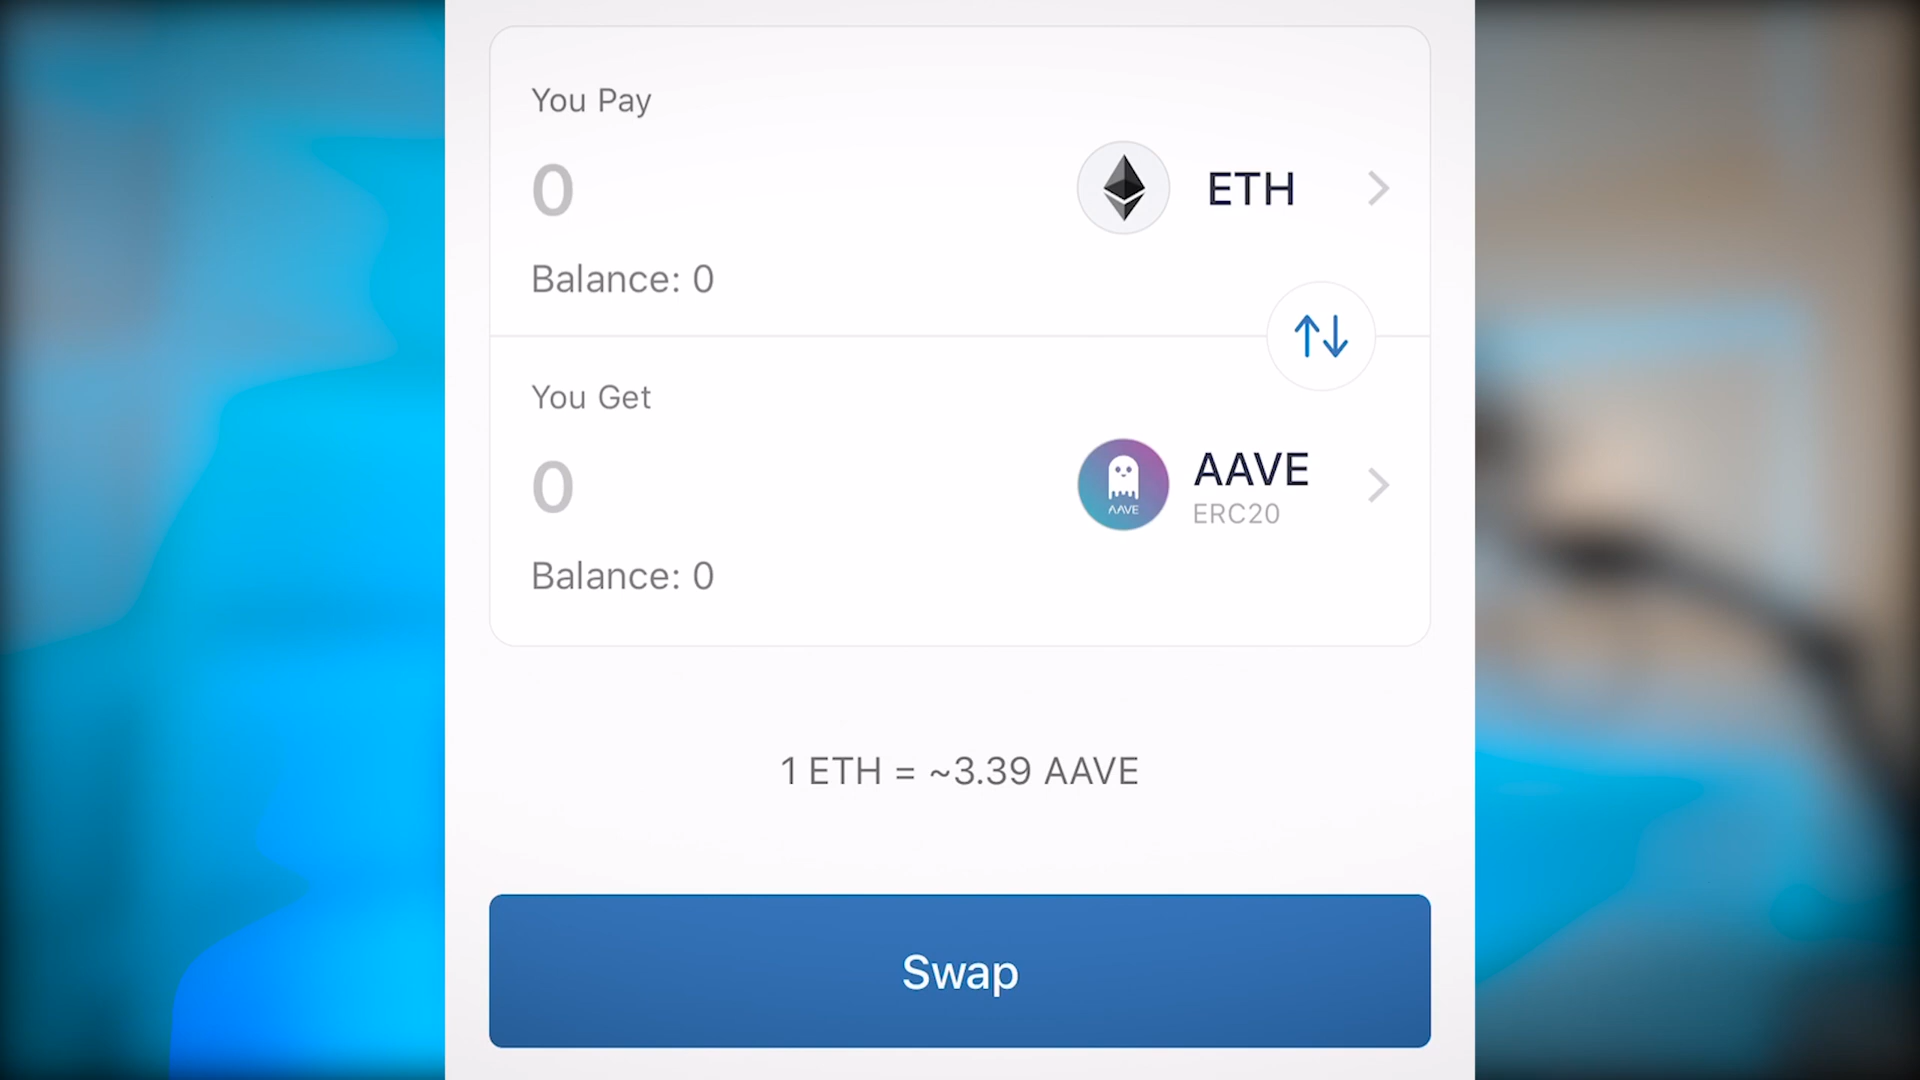 You Pay
0
ETH
Balance: 0
You Get
0
AAVE
AAVE
ERC20
Balance: 0
1 ETH = ~3.39 AAVE
Swap